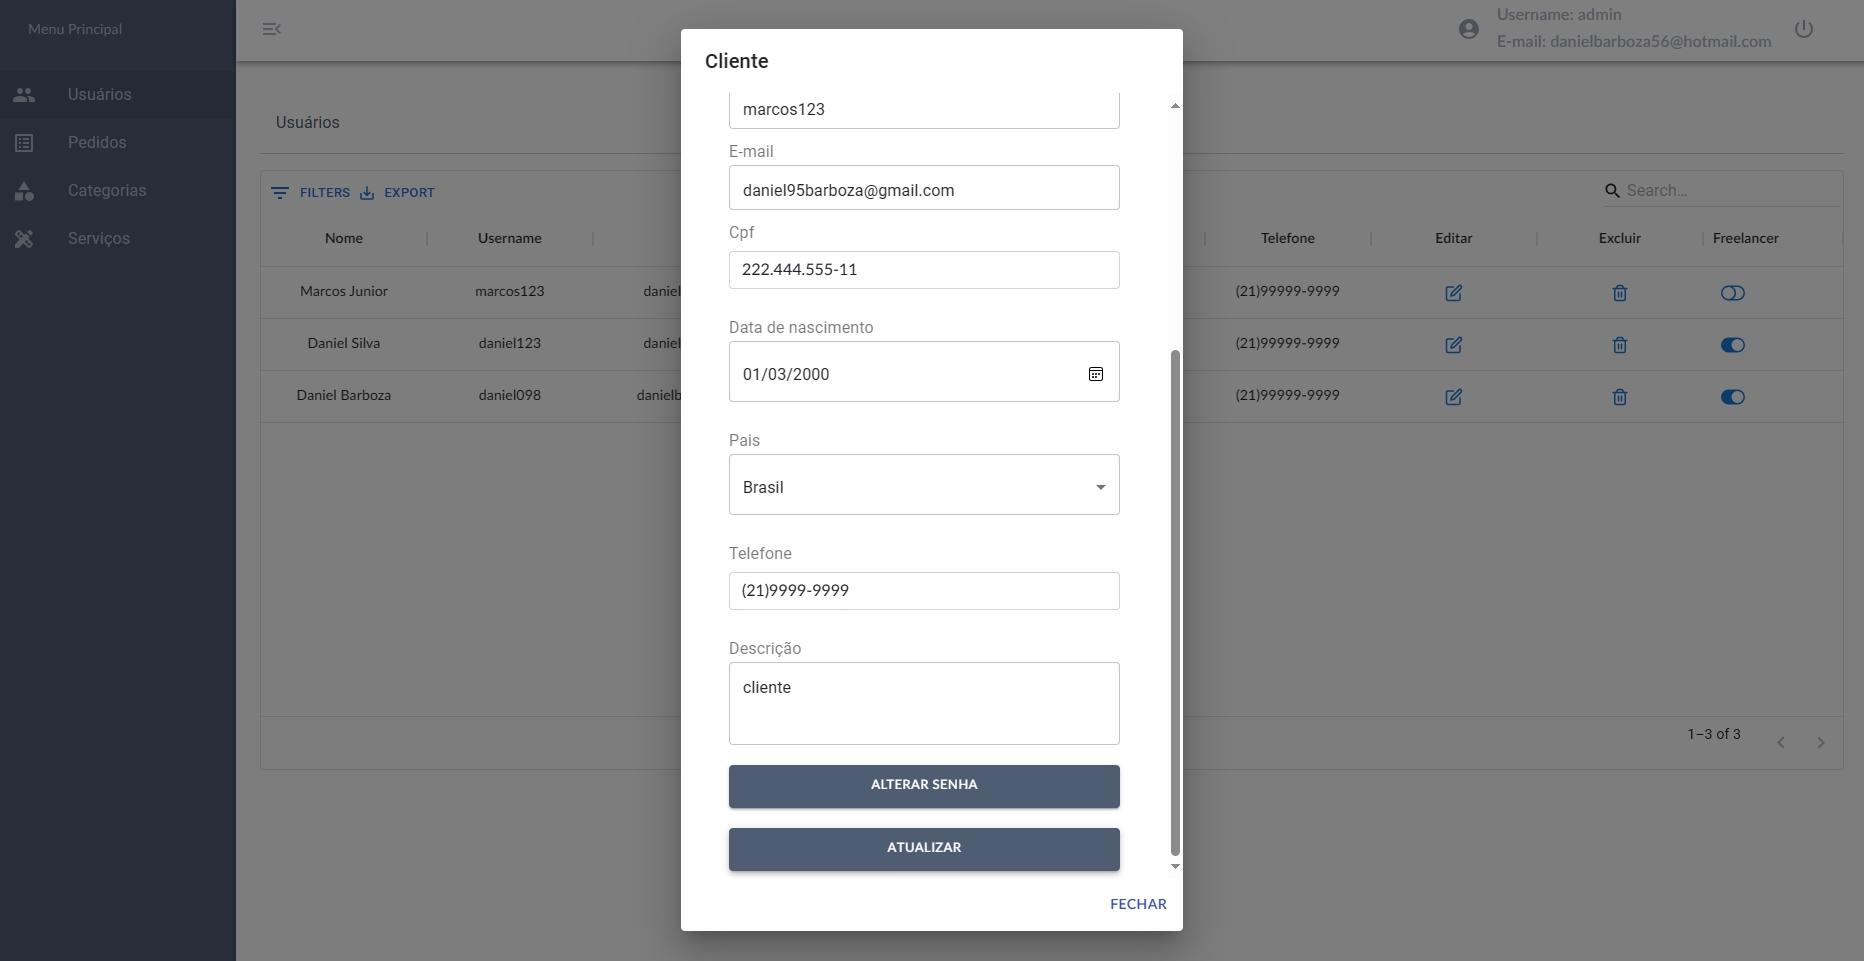 Menu Principal
Username: admin
E-mail: danielbarboza56@hotmail.com
Usuários
Pedidos
Categorias
Serviços
Usuários
FILTERS EXPORT
Search...
Nome Username Telefone Editar Excluir Freelancer
Marcos Junior marcos123 daniel (21)99999-9999
Daniel Silva daniel123 daniel (21)99999-9999
Daniel Barboza daniel098 danielb (21)99999-9999
1–3 of 3
Cliente
marcos123
E-mail
daniel95barboza@gmail.com
Cpf
222.444.555-11
Data de nascimento
01/03/2000
Pais
Brasil
Telefone
(21)9999-9999
Descrição
cliente
ALTERAR SENHA
ATUALIZAR
FECHAR